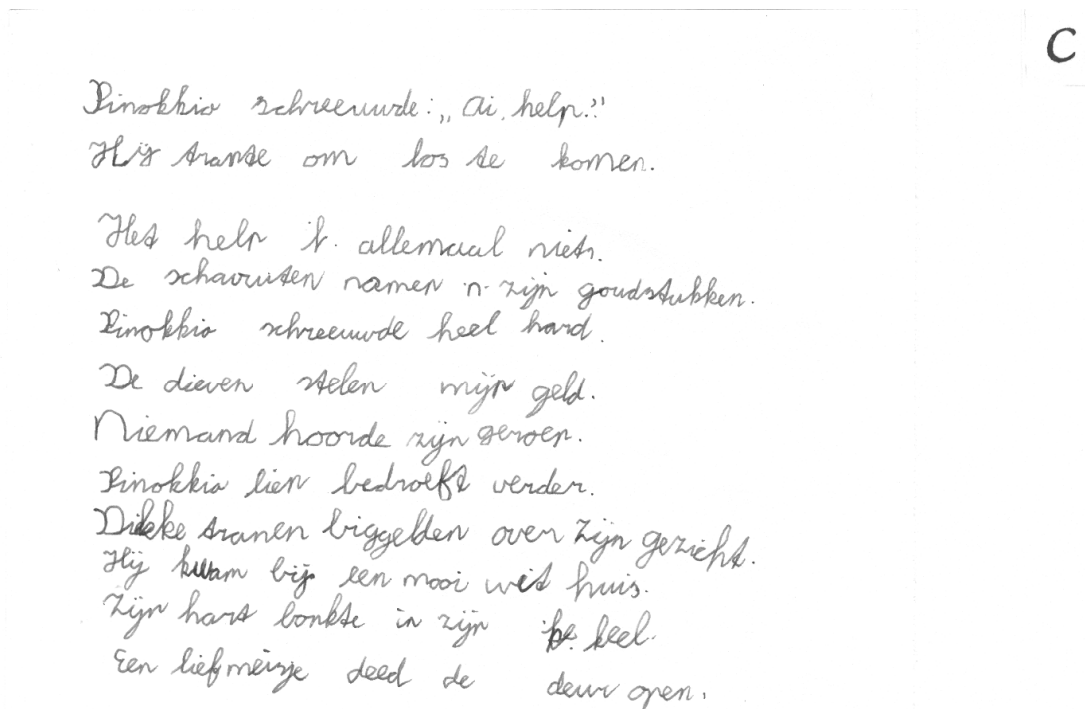 C
Pinokkio schreeuwde: „ Ai, help.”
Hij trante om los te komen.
Het help t. allemaal niets.
De schavuiten namen n zijn goudstukken.
Pinokkio schreeuwde heel hard.
De dieven stelen mijn geld.
Niemand hoorde zijn geroep.
Pinokkio liep bedroeft verder.
Dikke tranen biggelden over zijn gezicht.
Hij kwam bij een mooi wit huis.
Zijn hart bonkte in zijn ke. keel.
Een lief meisje deed de deur open.